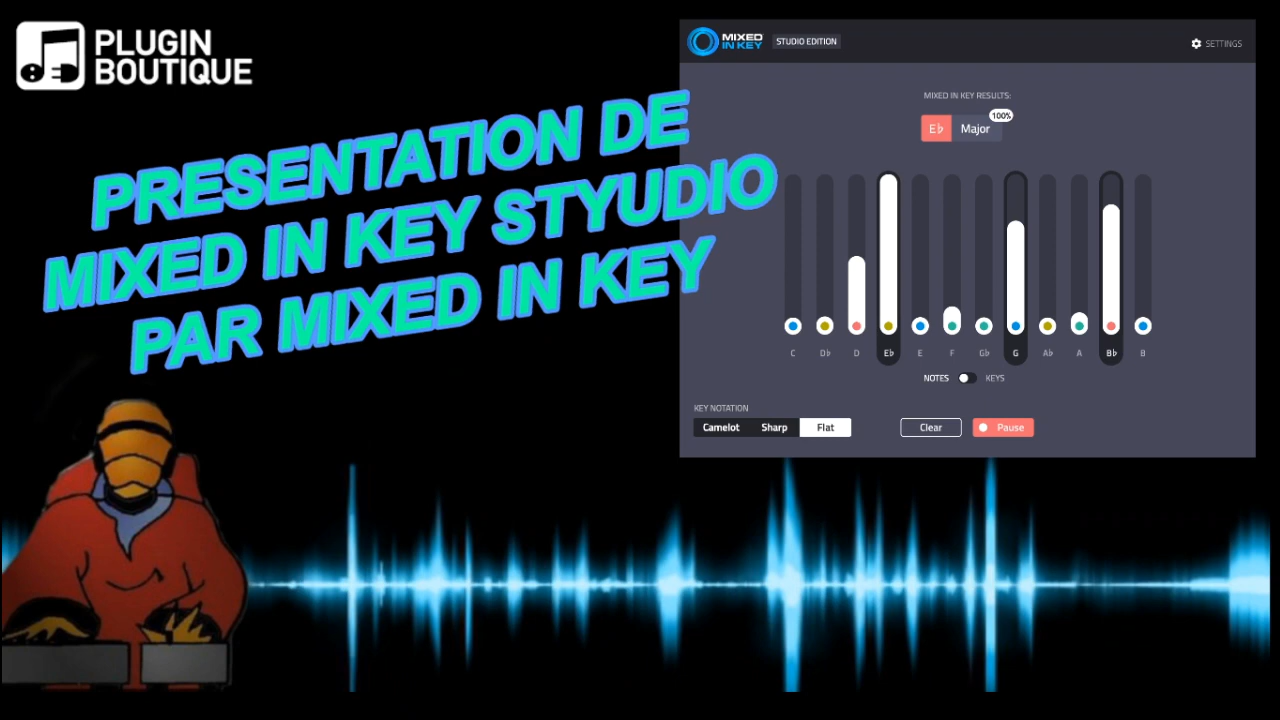 PLUGIN
BOUTIQUE
PRESENTATION DE
MIXED IN KEY STYUDIO
PAR MIXED IN KEY
MIXED
IN KEY
STUDIO EDITION
SETTINGS
MIXED IN KEY RESULTS:
100%
E♭ Major
C D♭ D E♭ E F G♭ G A♭ A B♭ B
NOTES KEYS
KEY NOTATION
Camelot Sharp Flat Clear Pause